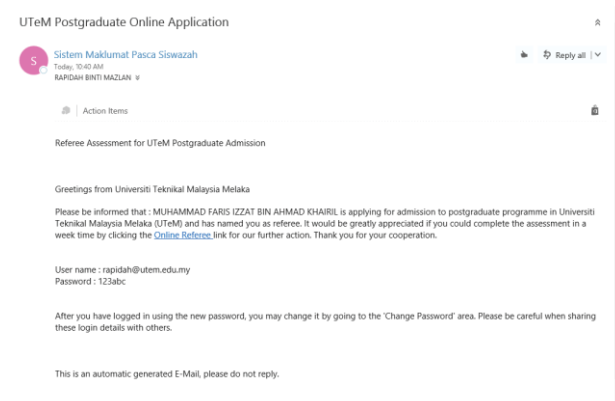 UTeM Postgraduate Online Application
S
Sistem Maklumat Pasca Siswazah
Today, 10:40 AM
RAPIDAH BINTI MAZLAN
Reply all
Action Items
Referee Assessment for UTeM Postgraduate Admission
Greetings from Universiti Teknikal Malaysia Melaka
Please be informed that : MUHAMMAD FARIS IZZAT BIN AHMAD KHAIRIL is applying for admission to postgraduate programme in Universiti
Teknikal Malaysia Melaka (UTeM) and has named you as referee. It would be greatly appreciated if you could complete the assessment in a
week time by clicking the Online Referee link for our further action. Thank you for your cooperation.
User name : rapidah@utem.edu.my
Password : 123abc
After you have logged in using the new password, you may change it by going to the 'Change Password' area. Please be careful when sharing
these login details with others.
This is an automatic generated E-Mail, please do not reply.